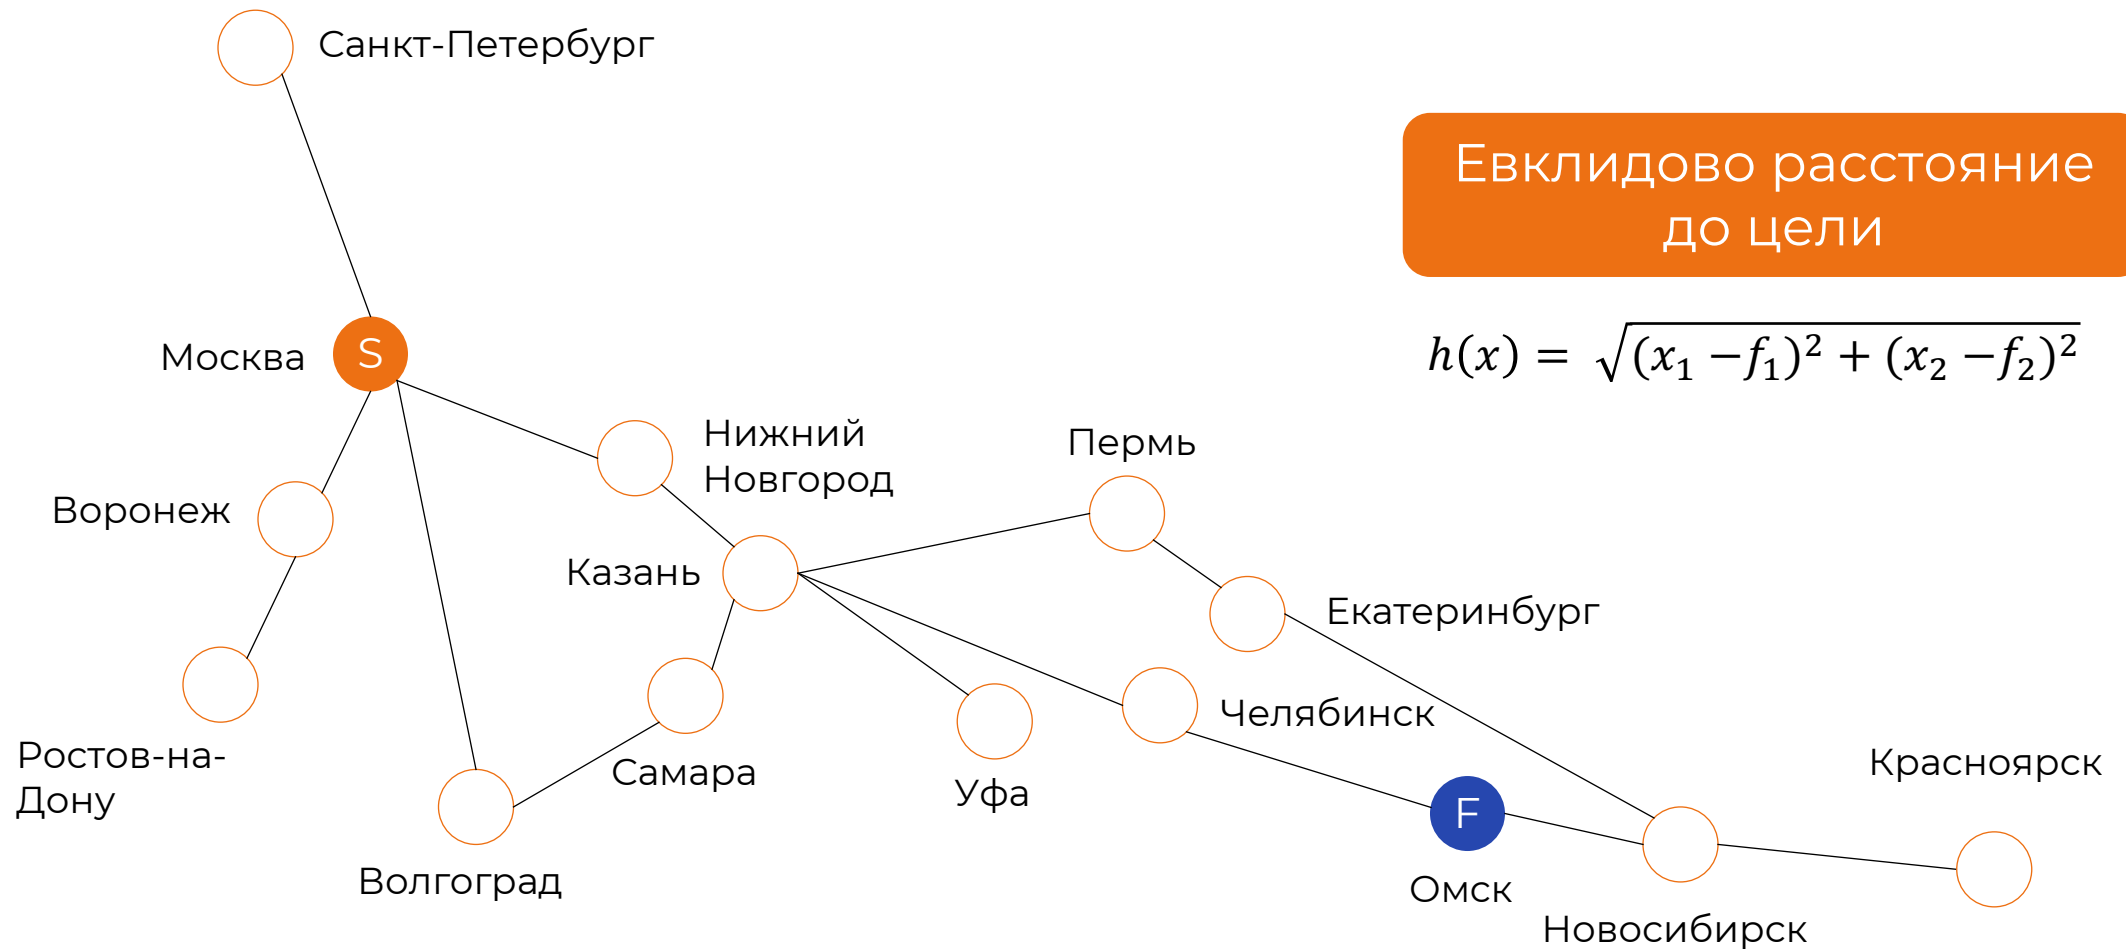 Санкт-Петербург
Евклидово расстояние
до цели
h(x) = √(x₁ −f₁)² + (x₂ −f₂)²
Москва
S
Нижний
Новгород
Пермь
Воронеж
Казань
Екатеринбург
Челябинск
Ростов-на-
Дону
Самара
Уфа
Красноярск
F
Волгоград
Омск
Новосибирск